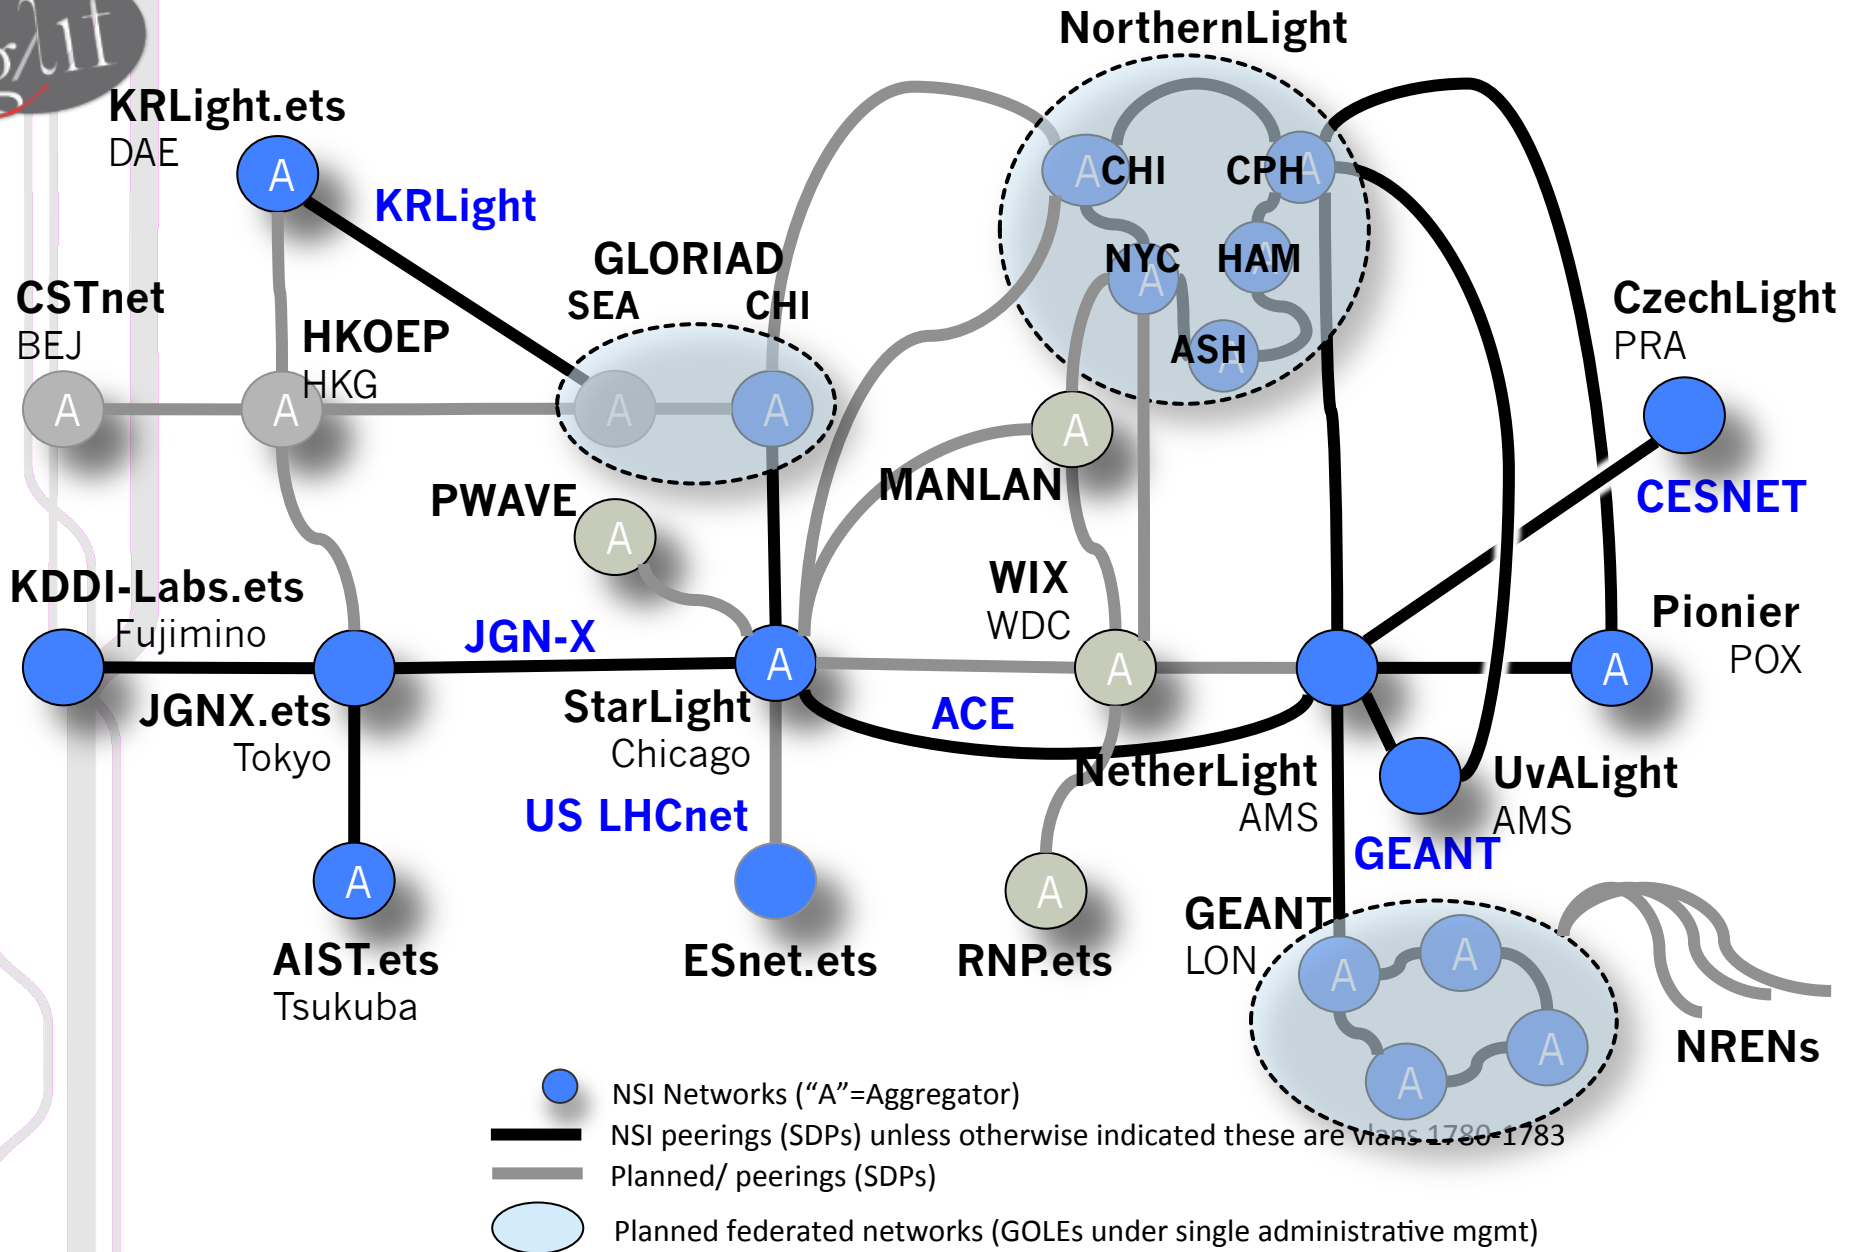 NorthernLight
KRLight.ets
DAE
A
KRLight
A
CHI
CPH
A
GLORIAD
SEA
CHI
NYC
A
HAM
A
ASH
A
CSTnet
BEJ
HKOEP
HKG
CzechLight
PRA
A
A
A
A
A
MANLAN
CESNET
PWAVE
A
KDDI-Labs.ets
Fujimino
JGN-X
WIX
WDC
Pionier
POX
A
A
A
JGNX.ets
Tokyo
StarLight
Chicago
ACE
NetherLight
AMS
UvALight
AMS
US LHCnet
GEANT
A
A
GEANT
LON
AIST.ets
Tsukuba
ESnet.ets
RNP.ets
A
A
A
A
NRENs
NSI Networks (“A”=Aggregator)
NSI peerings (SDPs) unless otherwise indicated these are vlans 1780-1783
Planned/ peerings (SDPs)
Planned federated networks (GOLEs under single administrative mgmt)